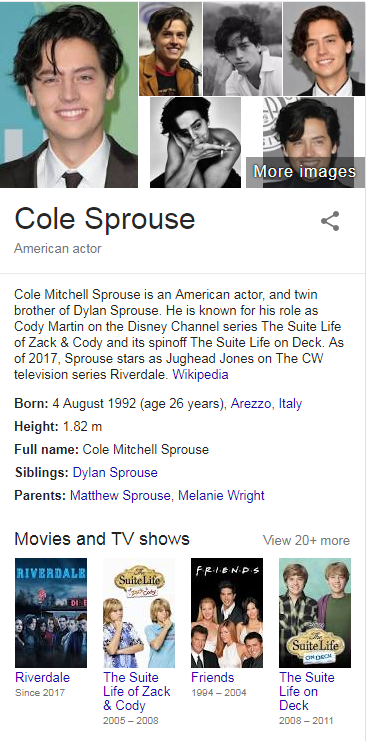 More images
Cole Sprouse
American actor
Cole Mitchell Sprouse is an American actor, and twin
brother of Dylan Sprouse. He is known for his role as
Cody Martin on the Disney Channel series The Suite Life
of Zack & Cody and its spinoff The Suite Life on Deck. As
of 2017, Sprouse stars as Jughead Jones on The CW
television series Riverdale. Wikipedia
Born: 4 August 1992 (age 26 years), Arezzo, Italy
Height: 1.82 m
Full name: Cole Mitchell Sprouse
Siblings: Dylan Sprouse
Parents: Matthew Sprouse, Melanie Wright
Movies and TV shows
View 20+ more
RIVERDALE
The
Suite Life
of Zack & Cody
F·R·I·E·N·D·S
The
Suite Life
ON DECK
Riverdale
Since 2017
The Suite
Life of Zack
& Cody
2005 – 2008
Friends
1994 – 2004
The Suite
Life on
Deck
2008 – 2011